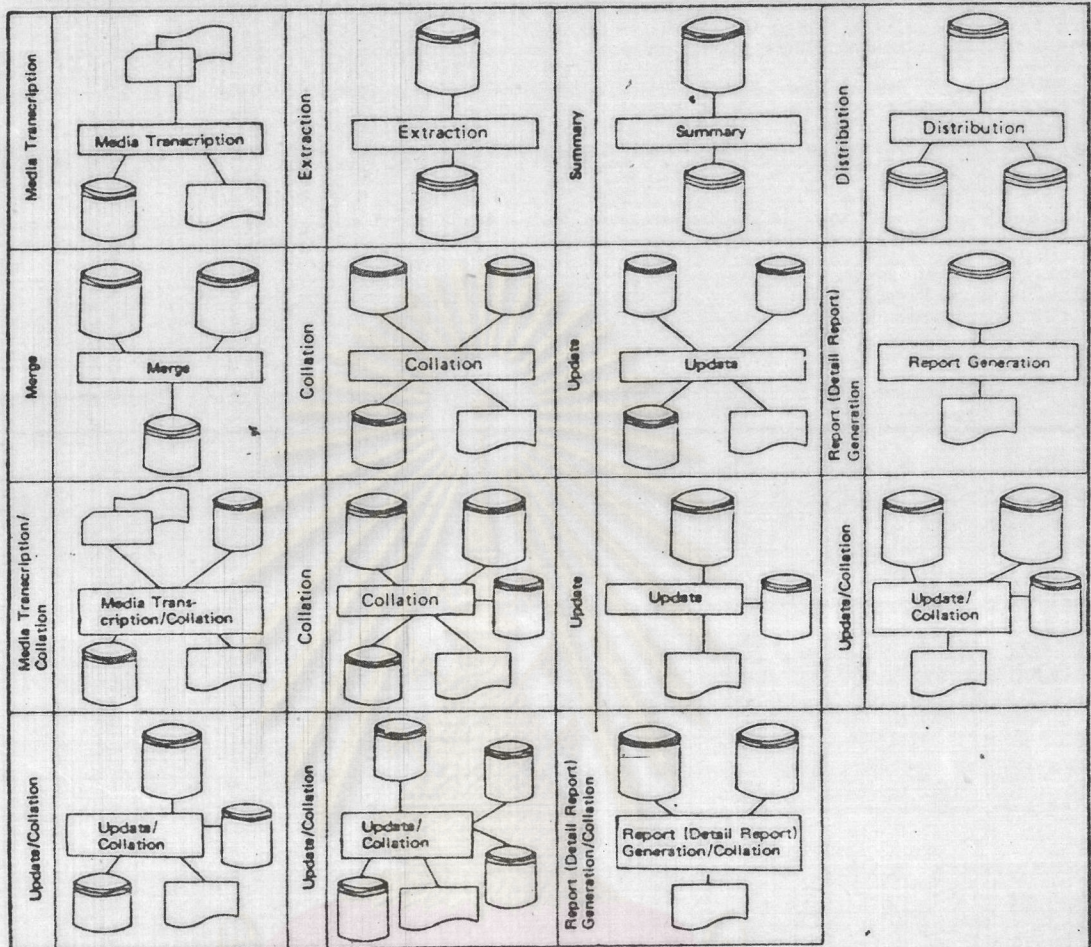 Media Transcription
Media Transcription
Extraction
Extraction
Summary
Summary
Distribution
Distribution
Merge
Merge
Collation
Collation
Update
Update
Report (Detail Report)
Generation
Report Generation
Media Transcription/
Collation
Media Trans-
cription/Collation
Collation
Collation
Update
Update
Update/Collation
Update/
Collation
Update/Collation
Update/
Collation
Update/Collation
Update/
Collation
Report (Detail Report)
Generation/Collation
Report (Detail Report)
Generation/Collation